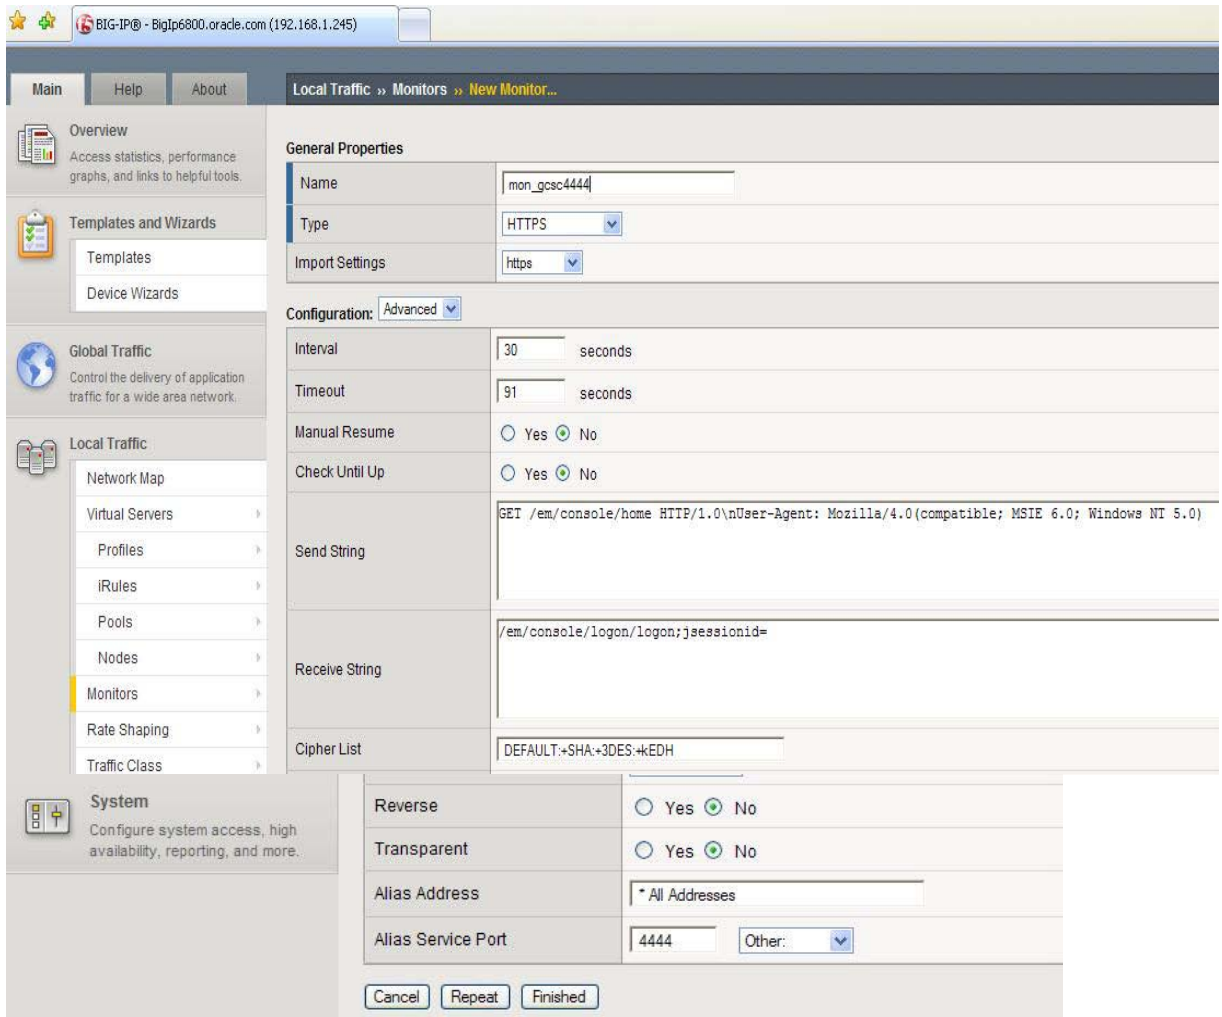 BIG-IP® - BigIp6800.oracle.com (192.168.1.245)
Main Help About
Local Traffic ›› Monitors ›› New Monitor...
Overview
Access statistics, performance
graphs, and links to helpful tools.
Templates and Wizards
Templates
Device Wizards
Global Traffic
Control the delivery of application
traffic for a wide area network.
Local Traffic
Network Map
Virtual Servers
Profiles
iRules
Pools
Nodes
Monitors
Rate Shaping
Traffic Class
General Properties
Name mon_gcsc4444
Type HTTPS
Import Settings https
Configuration: Advanced
Interval 30 seconds
Timeout 91 seconds
Manual Resume Yes No
Check Until Up Yes No
Send String GET /em/console/home HTTP/1.0\nUser-Agent: Mozilla/4.0(compatible; MSIE 6.0; Windows NT 5.0)
Receive String /em/console/logon/logon;jsessionid=
Cipher List DEFAULT:+SHA:+3DES:+kEDH
System
Configure system access, high
availability, reporting, and more.
Reverse Yes No
Transparent Yes No
Alias Address * All Addresses
Alias Service Port 4444 Other:
Cancel Repeat Finished